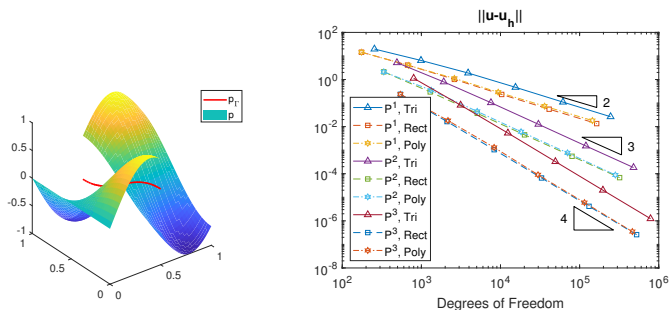 p_Γ
p
1
0.5
0
-0.5
-1
1
0.5
0
0
0.5
1
||u-u_h||
10^2
10^0
10^-2
10^-4
10^-6
10^-8
2
3
4
P^1, Tri
P^1, Rect
P^1, Poly
P^2, Tri
P^2, Rect
P^2, Poly
P^3, Tri
P^3, Rect
P^3, Poly
10^2 10^3 10^4 10^5 10^6
Degrees of Freedom